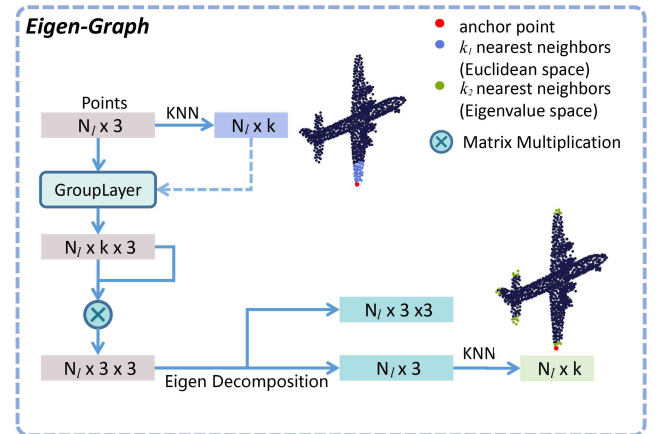 Eigen-Graph
anchor point
k₁ nearest neighbors
(Euclidean space)
k₂ nearest neighbors
(Eigenvalue space)
Matrix Multiplication
Points
KNN
Nₗ x 3
Nₗ x k
GroupLayer
Nₗ x k x 3
Nₗ x 3 x3
Nₗ x 3 x 3
Eigen Decomposition
Nₗ x 3
KNN
Nₗ x k